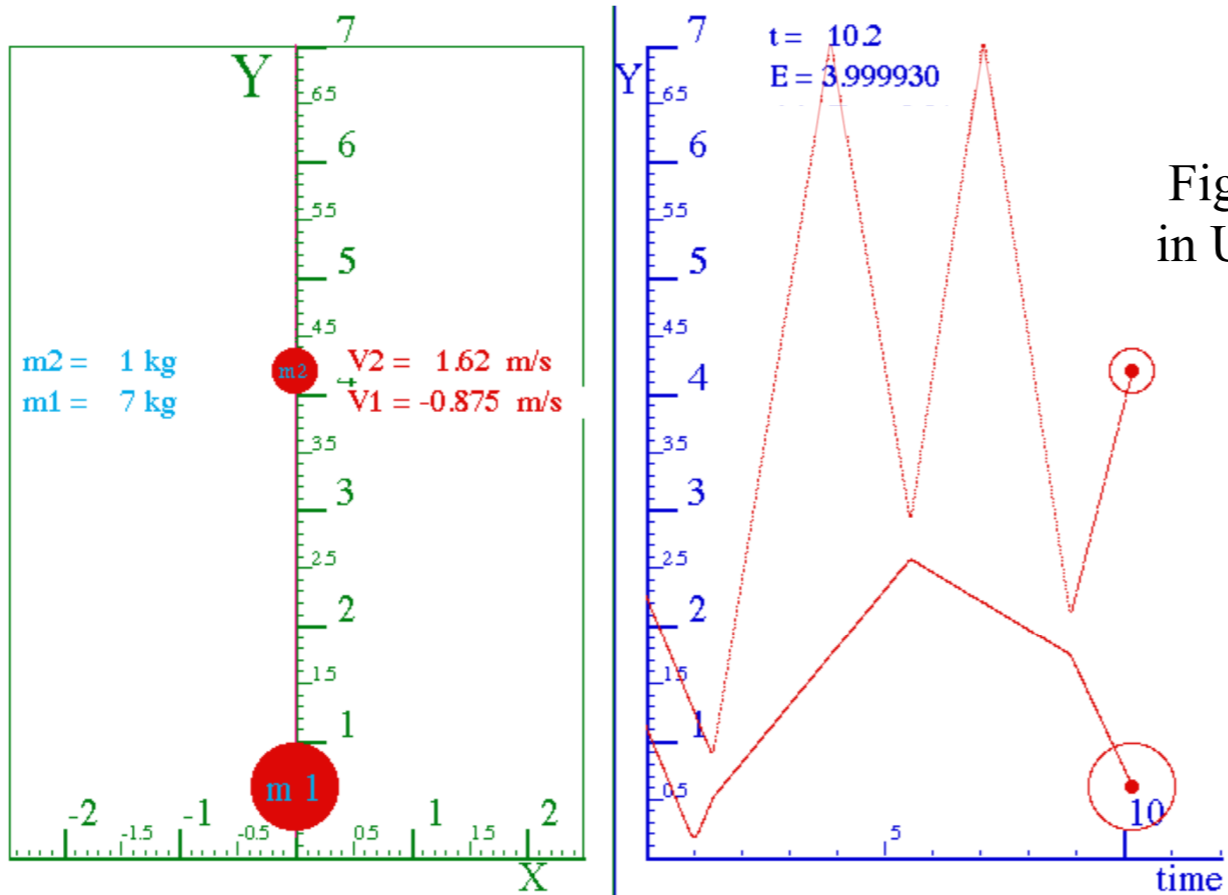 7
Y
6.5
6
5.5
5
4.5
m2 = 1 kg
m2
V2 = 1.62 m/s
4
m1 = 7 kg
V1 = -0.875 m/s
3.5
3
2.5
2
1.5
1
m 1
-2 -1.5 -1 -0.5 0.5 1 1.5 2
X
7
t = 10.2
Y
E = 3.999930
6.5
6
5.5
5
4.5
4
3.5
3
2.5
2
1.5
1
0.5
5 10
time
Fig
in U